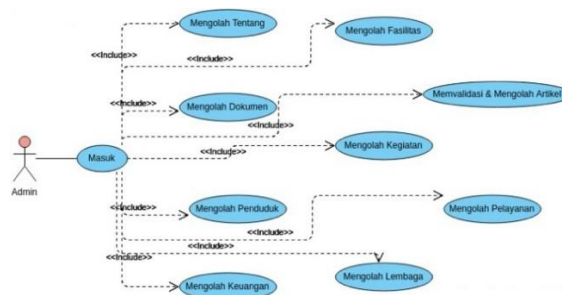 Mengolah Tentang
Mengolah Fasilitas
<<Include>>
<<Include>>
Memvalidasi & Mengolah Artikel
Mengolah Dokumen
<<Include>>
<<Include>>
Mengolah Kegiatan
Masuk
<<Include>>
Admin
Mengolah Penduduk
Mengolah Pelayanan
<<Include>>
<<Include>>
<<Include>>
<<Include>>
Mengolah Lembaga
Mengolah Keuangan